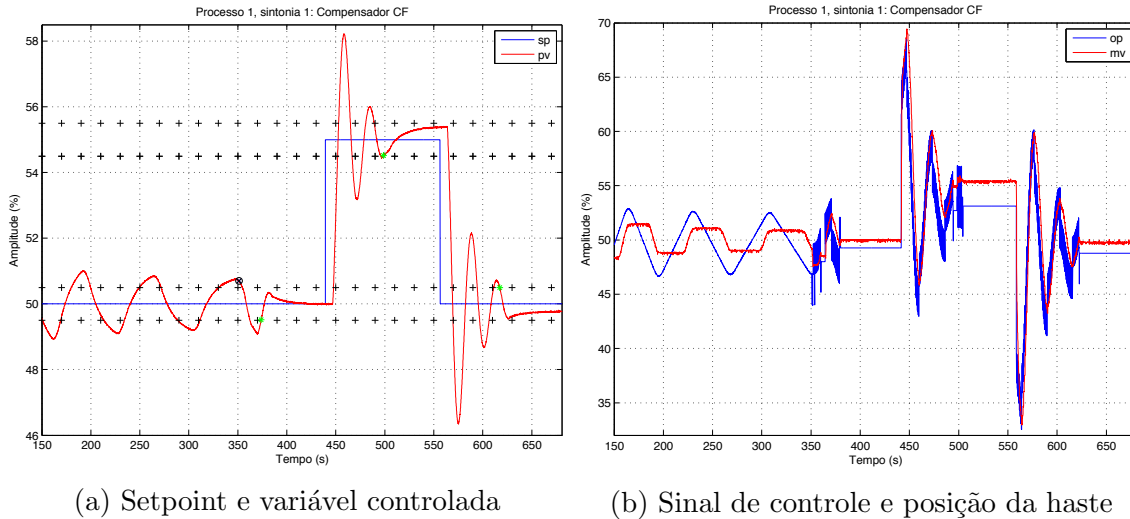 Processo 1, sintonia 1: Compensador CF
58
56
54
52
50
48
46
150 200 250 300 350 400 450 500 550 600 650
Amplitude (%)
Tempo (s)
sp
pv
(a) Setpoint e variável controlada
Processo 1, sintonia 1: Compensador CF
70
65
60
55
50
45
40
35
150 200 250 300 350 400 450 500 550 600 650
Amplitude (%)
Tempo (s)
op
mv
(b) Sinal de controle e posição da haste